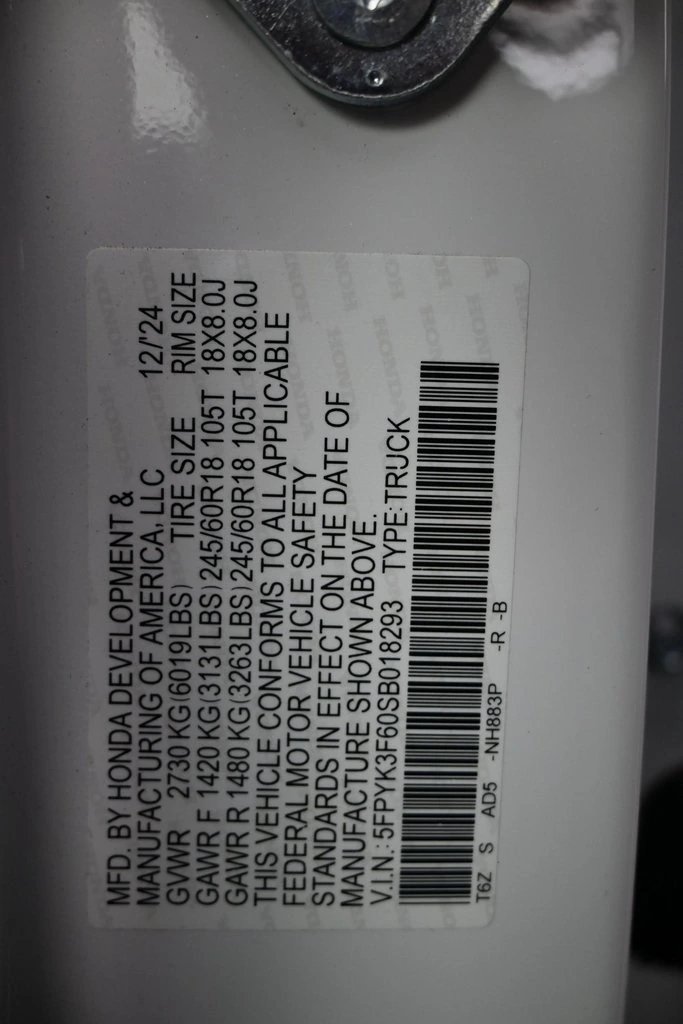 MFD. BY HONDA DEVELOPMENT &
MANUFACTURING OF AMERICA, LLC 12/'24
GVWR 2730 KG(6019LBS) TIRE SIZE RIM SIZE
GAWR F 1420 KG(3131LBS) 245/60R18 105T 18X8.0J
GAWR R 1480 KG(3263LBS) 245/60R18 105T 18X8.0J
THIS VEHICLE CONFORMS TO ALL APPLICABLE
FEDERAL MOTOR VEHICLE SAFETY
STANDARDS IN EFFECT ON THE DATE OF
MANUFACTURE SHOWN ABOVE.
V.I.N.: 5FPYK3F60SB018293 TYPE:TRUCK
T6Z S AD5 -NH883P -R -B